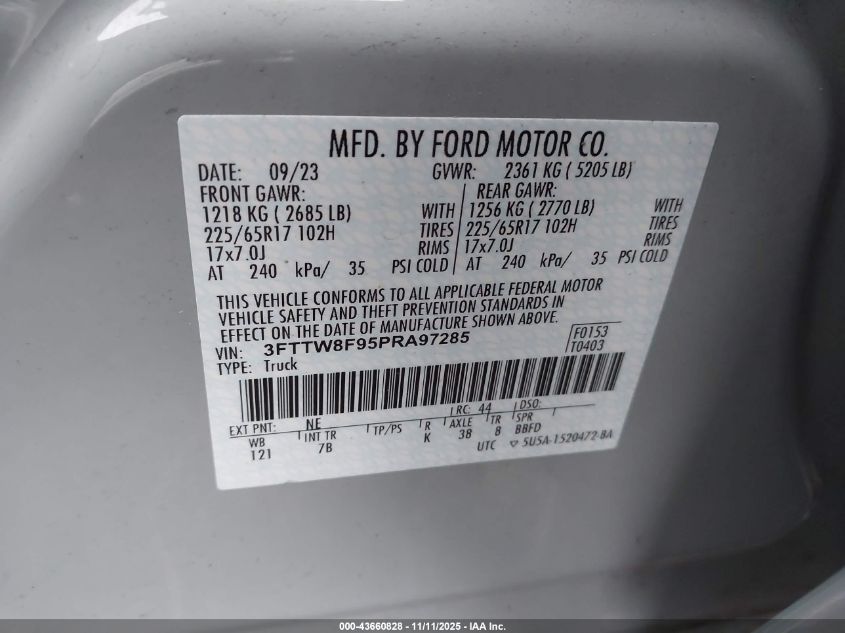 MFD. BY FORD MOTOR CO.
DATE: 09/23 GVWR: 2361 KG ( 5205 LB)
FRONT GAWR: REAR GAWR:
1218 KG ( 2685 LB) WITH 1256 KG ( 2770 LB) WITH
225/65R17 102H TIRES 225/65R17 102H TIRES
17x7.0J RIMS 17x7.0J RIMS
AT 240 kPa/ 35 PSI COLD AT 240 kPa/ 35 PSI COLD
THIS VEHICLE CONFORMS TO ALL APPLICABLE FEDERAL MOTOR
VEHICLE SAFETY AND THEFT PREVENTION STANDARDS IN
EFFECT ON THE DATE OF MANUFACTURE SHOWN ABOVE.
VIN: 3FTTW8F95PRA97285 F0153
TYPE: Truck T0403
EXT PNT: NE RC: 44 DSO:
WB INT TR TP/PS R AXLE TR SPR
121 7B K 38 8 BBFD
UTC 5U5A-1520472-BA
000-43660828 - 11/11/2025 - IAA Inc.